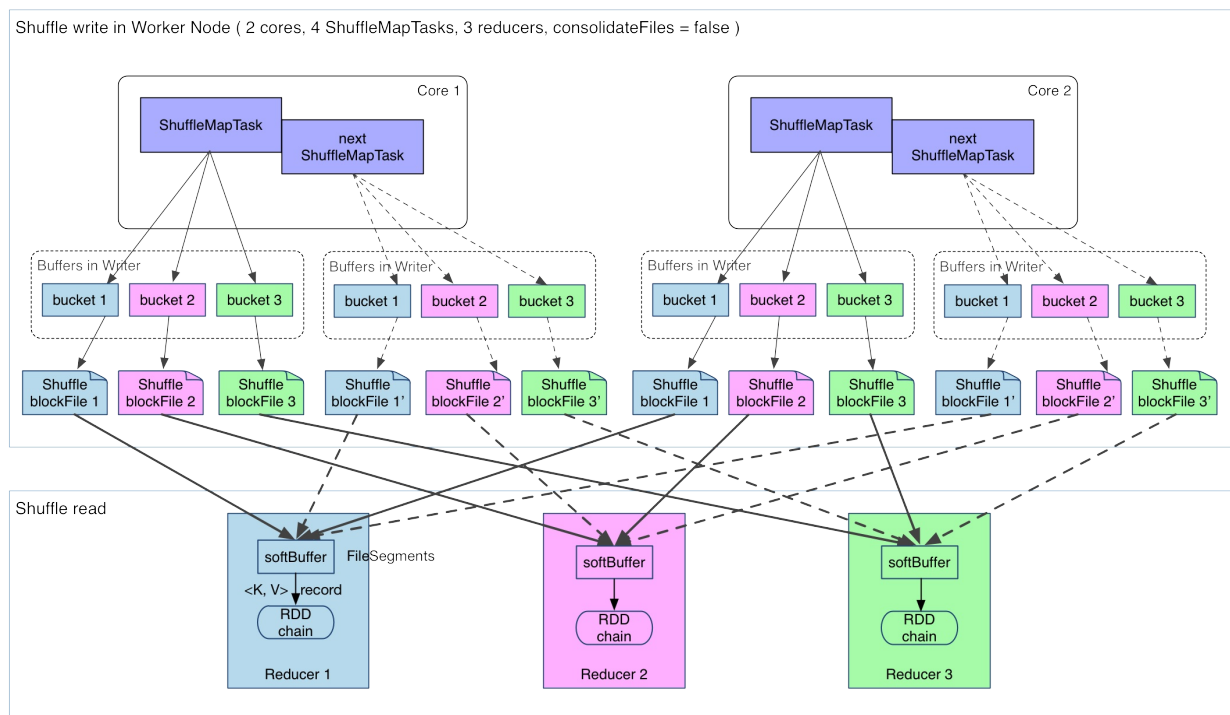 Shuffle write in Worker Node ( 2 cores, 4 ShuffleMapTasks, 3 reducers, consolidateFiles = false )
Core 1
ShuffleMapTask
next
ShuffleMapTask
Core 2
ShuffleMapTask
next
ShuffleMapTask
Buffers in Writer
bucket 1
bucket 2
bucket 3
Buffers in Writer
bucket 1
bucket 2
bucket 3
Buffers in Writer
bucket 1
bucket 2
bucket 3
Buffers in Writer
bucket 1
bucket 2
bucket 3
Shuffle
blockFile 1
Shuffle
blockFile 2
Shuffle
blockFile 3
Shuffle
blockFile 1’
Shuffle
blockFile 2’
Shuffle
blockFile 3’
Shuffle
blockFile 1
Shuffle
blockFile 2
Shuffle
blockFile 3
Shuffle
blockFile 1’
Shuffle
blockFile 2’
Shuffle
blockFile 3’
Shuffle read
softBuffer
FileSegments
<K, V> record
RDD
chain
Reducer 1
softBuffer
RDD
chain
Reducer 2
softBuffer
RDD
chain
Reducer 3